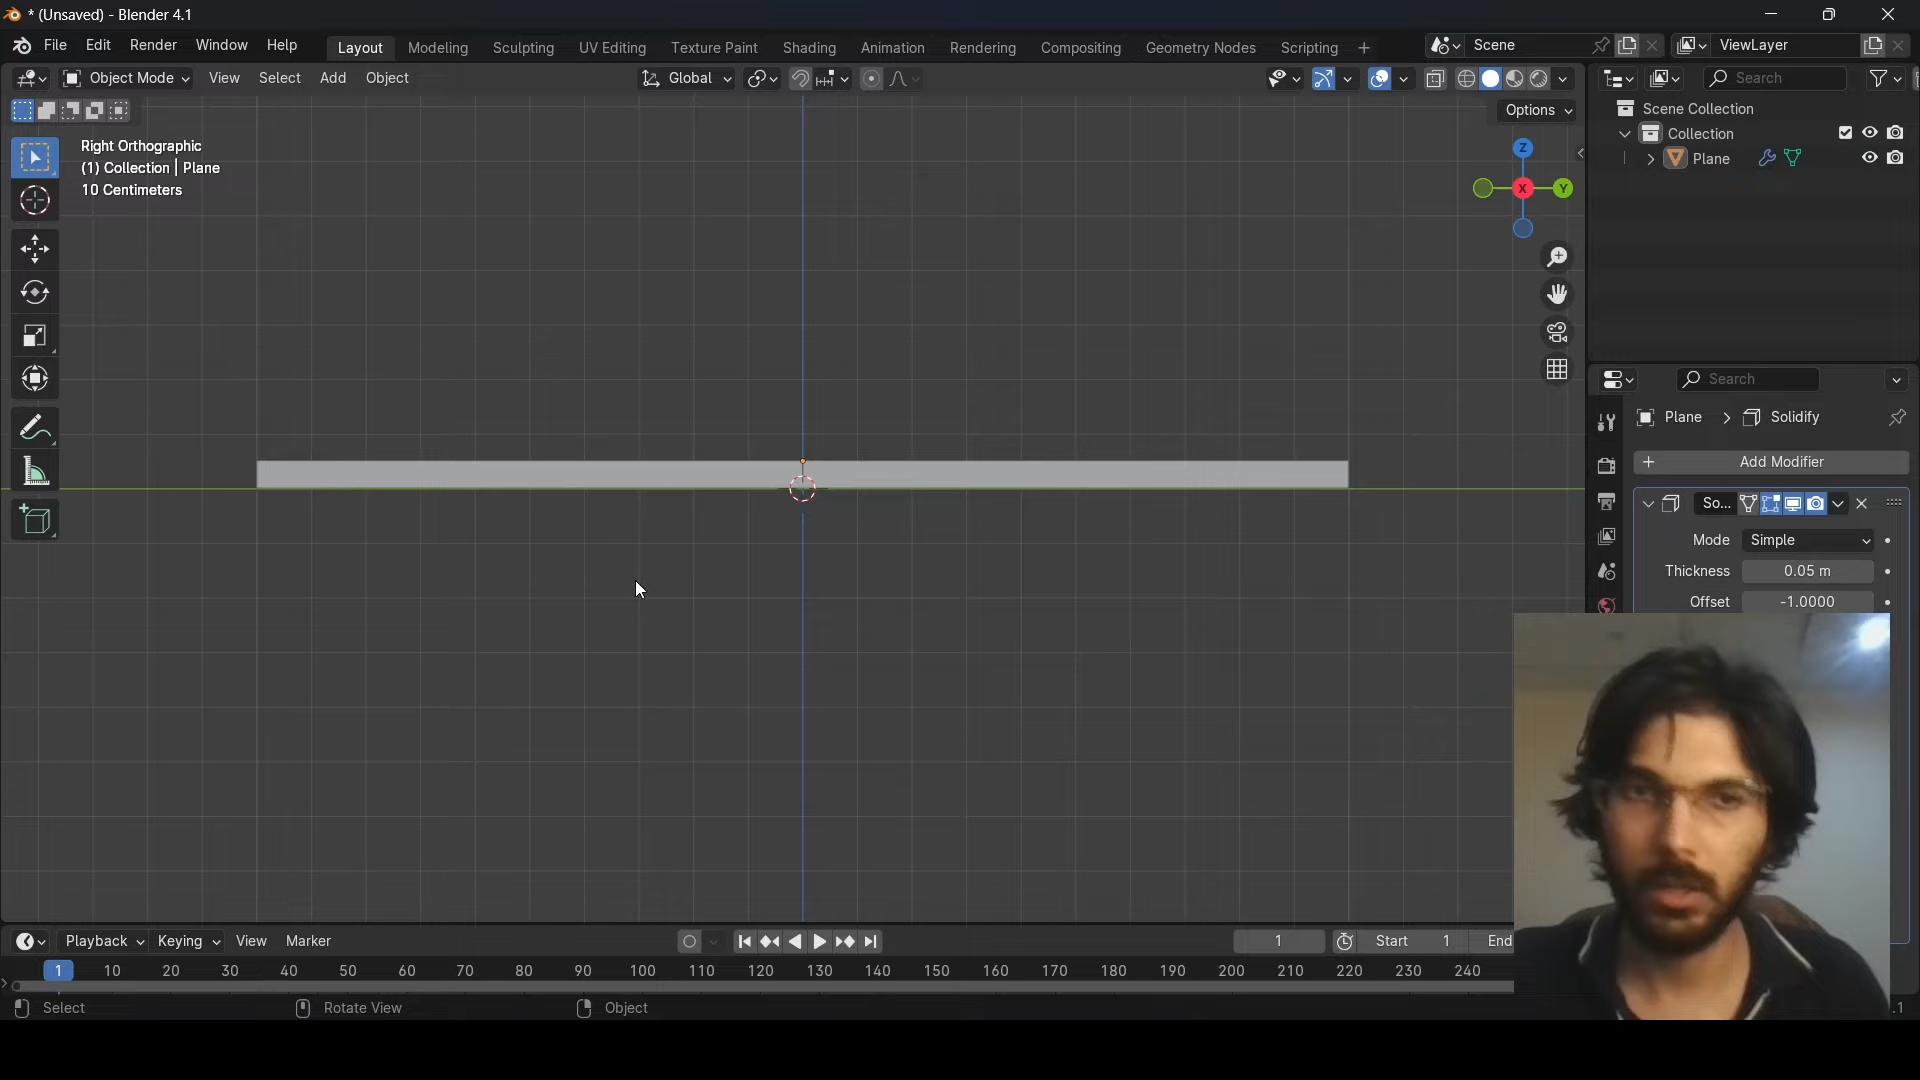 * (Unsaved) - Blender 4.1
File Edit Render Window Help Layout Modeling Sculpting UV Editing Texture Paint Shading Animation Rendering Compositing Geometry Nodes Scripting + Scene ViewLayer
Object Mode View Select Add Object Global Search
Options
Right Orthographic
(1) Collection | Plane
10 Centimeters
Z
X
Y
Scene Collection
Collection
Plane
Search
Plane > Solidify
+ Add Modifier
So...
Mode Simple
Thickness 0.05 m
Offset -1.0000
Playback Keying View Marker 1 Start 1 End
1 10 20 30 40 50 60 70 80 90 100 110 120 130 140 150 160 170 180 190 200 210 220 230 240
Select Rotate View Object .1